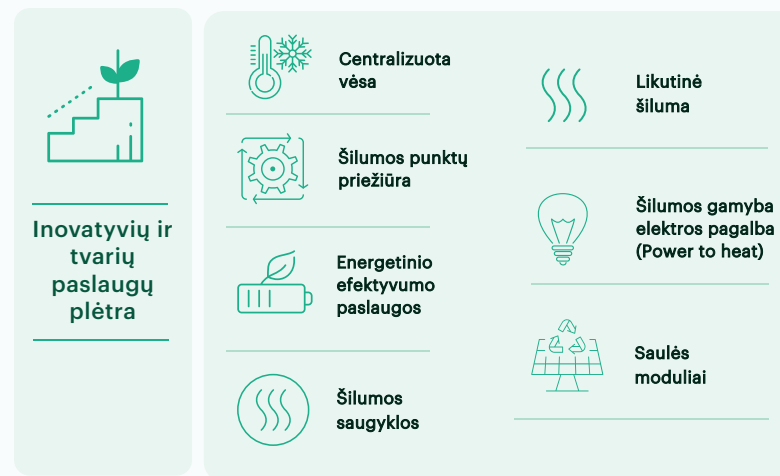 Inovatyvių ir
tvarių
paslaugų
plėtra
Centralizuota
vėsa
Šilumos punktų
priežiūra
Energetinio
efektyvumo
paslaugos
Šilumos
saugyklos
Likutinė
šiluma
Šilumos gamyba
elektros pagalba
(Power to heat)
Saulės
moduliai